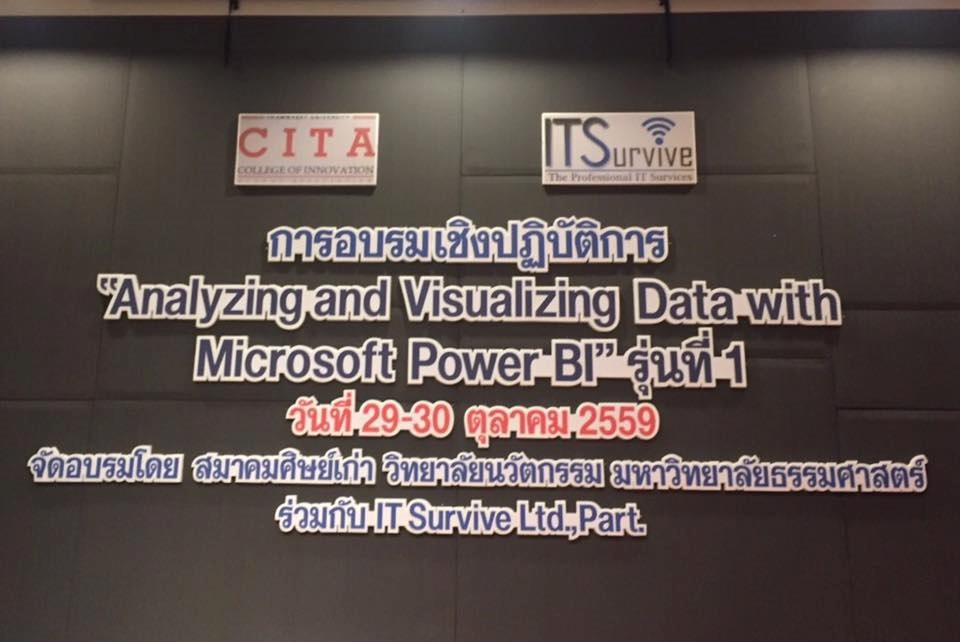 THAMMASAT UNIVERSITY
CITA
COLLEGE OF INNOVATION
ITSurvive
The Professional IT Survices
การอบรมเชิงปฏิบัติการ
“Analyzing and Visualizing Data with
Microsoft Power BI” รุ่นที่ 1
วันที่ 29-30 ตุลาคม 2559
จัดอบรมโดย สมาคมศิษย์เก่า วิทยาลัยนวัตกรรม มหาวิทยาลัยธรรมศาสตร์
ร่วมกับ IT Survive Ltd.,Part.